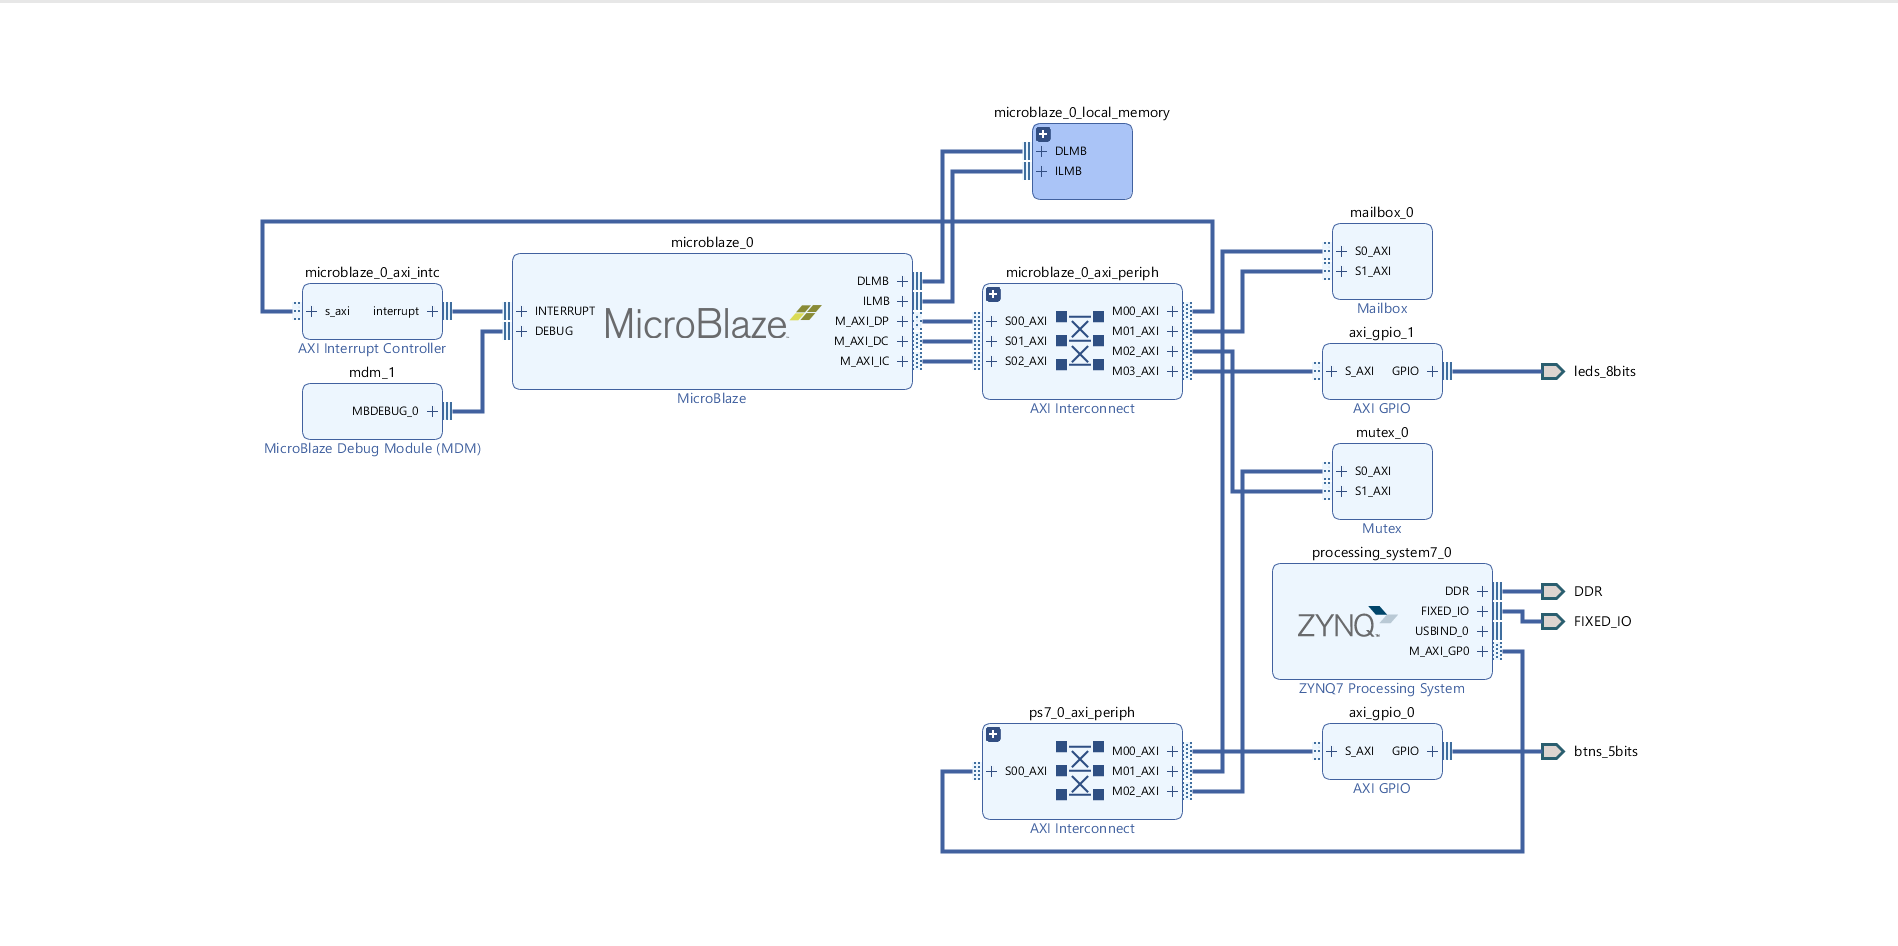 microblaze_0_local_memory
DLMB
ILMB
microblaze_0_axi_intc
s_axi
interrupt
AXI Interrupt Controller
mdm_1
MBDEBUG_0
MicroBlaze Debug Module (MDM)
microblaze_0
INTERRUPT
DEBUG
MicroBlaze
DLMB
ILMB
M_AXI_DP
M_AXI_DC
M_AXI_IC
MicroBlaze
microblaze_0_axi_periph
S00_AXI
S01_AXI
S02_AXI
M00_AXI
M01_AXI
M02_AXI
M03_AXI
AXI Interconnect
mailbox_0
S0_AXI
S1_AXI
Mailbox
axi_gpio_1
S_AXI
GPIO
AXI GPIO
leds_8bits
mutex_0
S0_AXI
S1_AXI
Mutex
processing_system7_0
ZYNQ
DDR
FIXED_IO
USBIND_0
M_AXI_GP0
ZYNQ7 Processing System
DDR
FIXED_IO
ps7_0_axi_periph
S00_AXI
M00_AXI
M01_AXI
M02_AXI
AXI Interconnect
axi_gpio_0
S_AXI
GPIO
AXI GPIO
btns_5bits